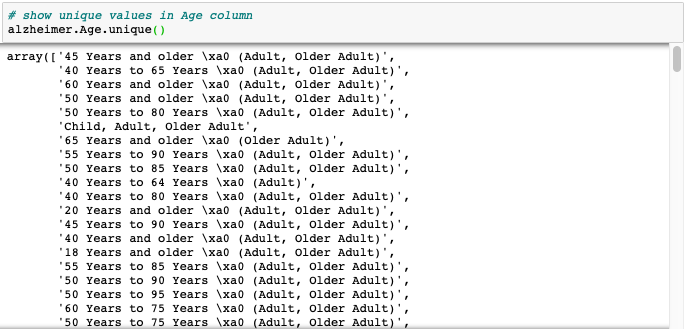 # show unique values in Age column
alzheimer.Age.unique()
array(['45 Years and older \xa0 (Adult, Older Adult)',
'40 Years to 65 Years \xa0 (Adult, Older Adult)',
'60 Years and older \xa0 (Adult, Older Adult)',
'50 Years and older \xa0 (Adult, Older Adult)',
'50 Years to 80 Years \xa0 (Adult, Older Adult)',
'Child, Adult, Older Adult',
'65 Years and older \xa0 (Older Adult)',
'55 Years to 90 Years \xa0 (Adult, Older Adult)',
'50 Years to 85 Years \xa0 (Adult, Older Adult)',
'40 Years to 64 Years \xa0 (Adult)',
'40 Years to 80 Years \xa0 (Adult, Older Adult)',
'20 Years and older \xa0 (Adult, Older Adult)',
'45 Years to 90 Years \xa0 (Adult, Older Adult)',
'40 Years and older \xa0 (Adult, Older Adult)',
'18 Years and older \xa0 (Adult, Older Adult)',
'55 Years to 85 Years \xa0 (Adult, Older Adult)',
'50 Years to 90 Years \xa0 (Adult, Older Adult)',
'50 Years to 95 Years \xa0 (Adult, Older Adult)',
'60 Years to 75 Years \xa0 (Adult, Older Adult)',
'50 Years to 75 Years \xa0 (Adult, Older Adult)',